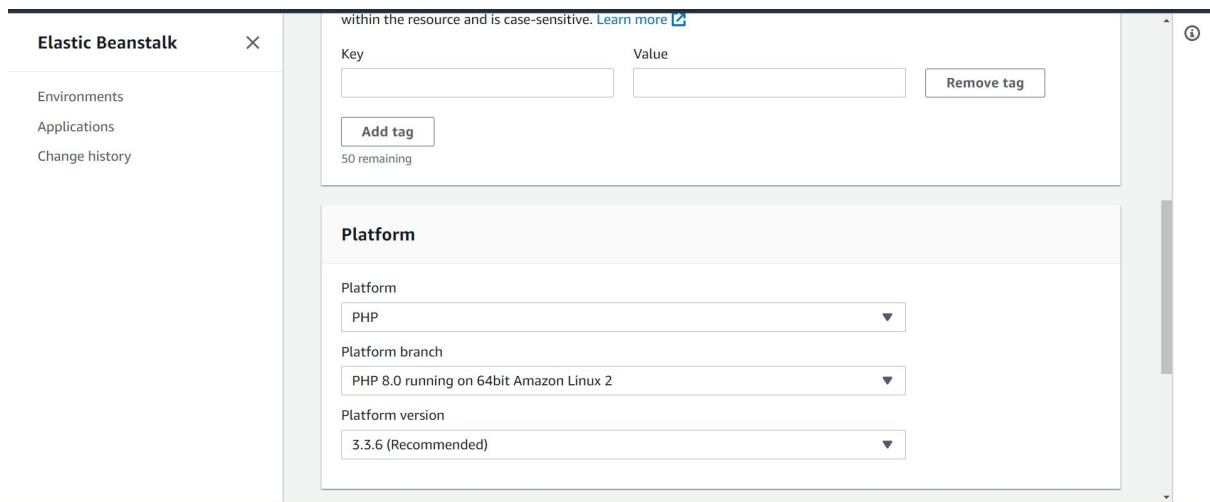 Elastic Beanstalk
Environments
Applications
Change history
within the resource and is case-sensitive. Learn more
Key Value
Remove tag
Add tag
50 remaining
Platform
Platform
PHP
Platform branch
PHP 8.0 running on 64bit Amazon Linux 2
Platform version
3.3.6 (Recommended)